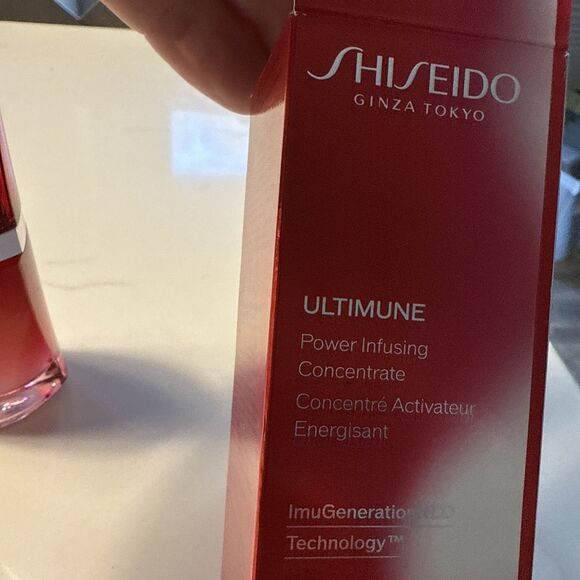 SHISEIDO
GINZA TOKYO
ULTIMUNE
Power Infusing
Concentrate
Concentré Activateur
Energisant
ImuGeneration
Technology™